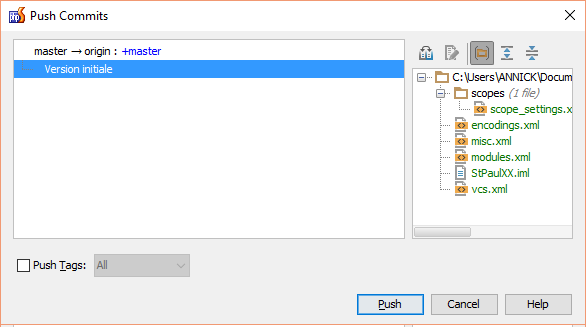 Push Commits
master → origin : +master
Version initiale
C:\Users\ANNICK\Docum
scopes (1 file)
scope_settings.x
encodings.xml
misc.xml
modules.xml
StPaulXX.iml
vcs.xml
Push Tags: All
Push Cancel Help